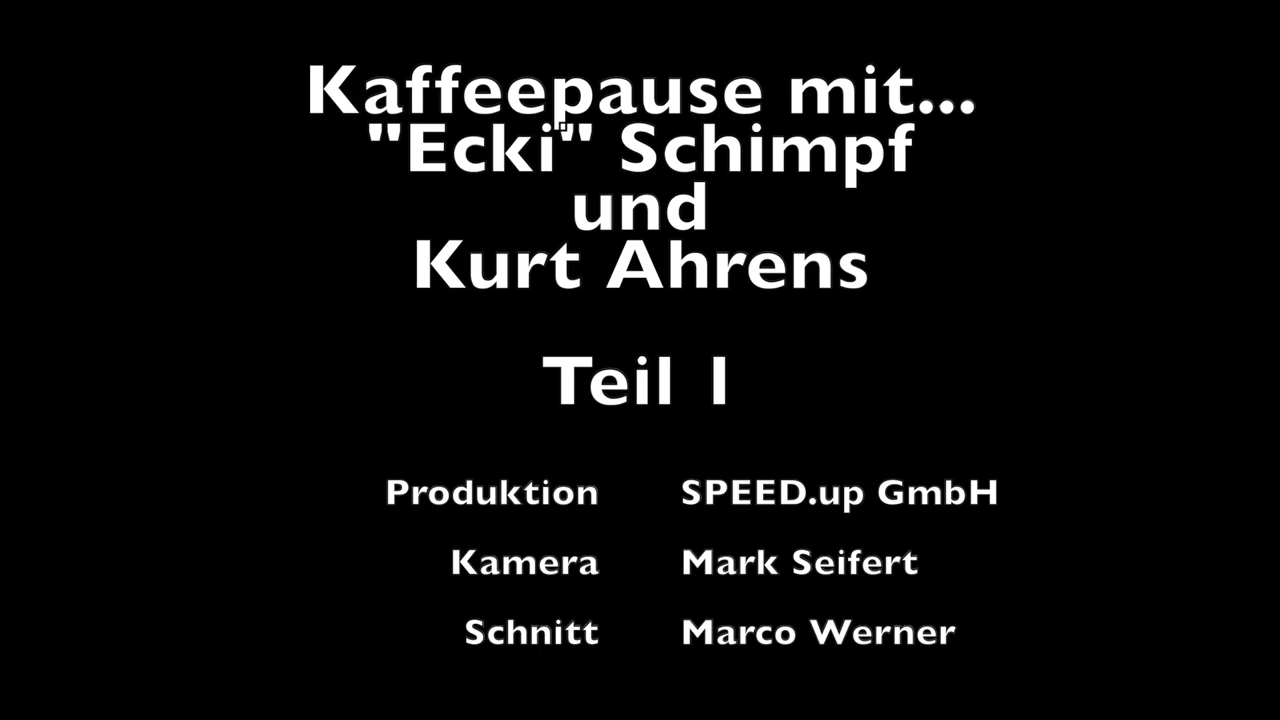 Kaffeepause mit...
"Ecki" Schimpf
und
Kurt Ahrens
Teil 1
Produktion SPEED.up GmbH
Kamera Mark Seifert
Schnitt Marco Werner